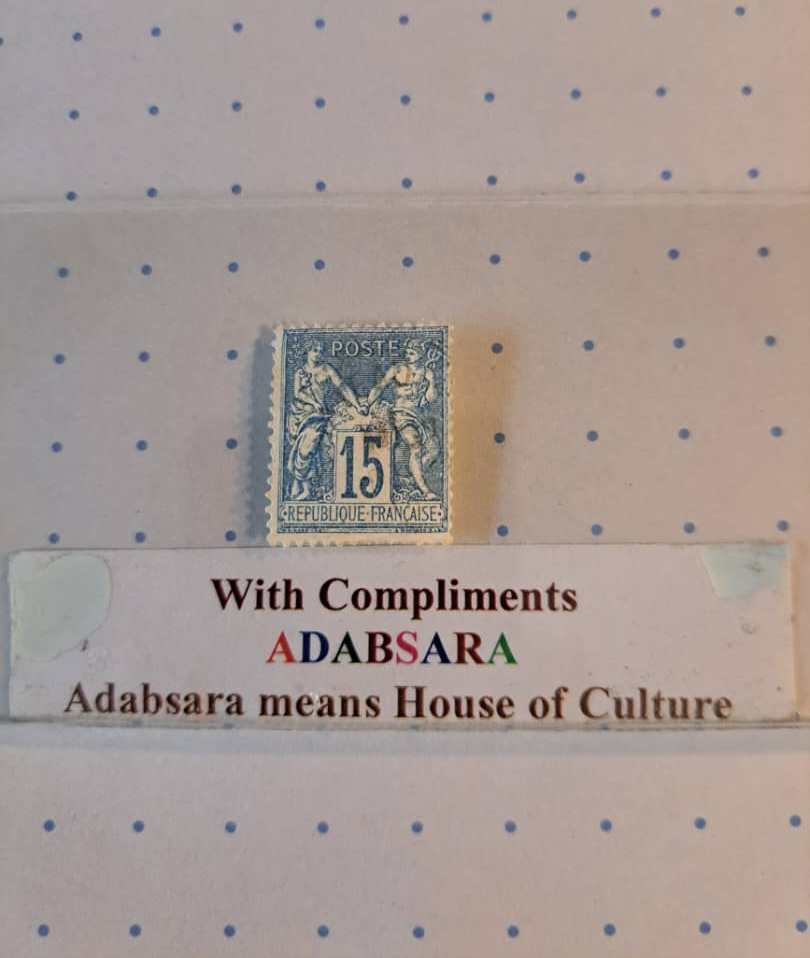 POSTE
15
REPUBLIQUE·FRANÇAISE
With Compliments
ADABSARA
Adabsara means House of Culture